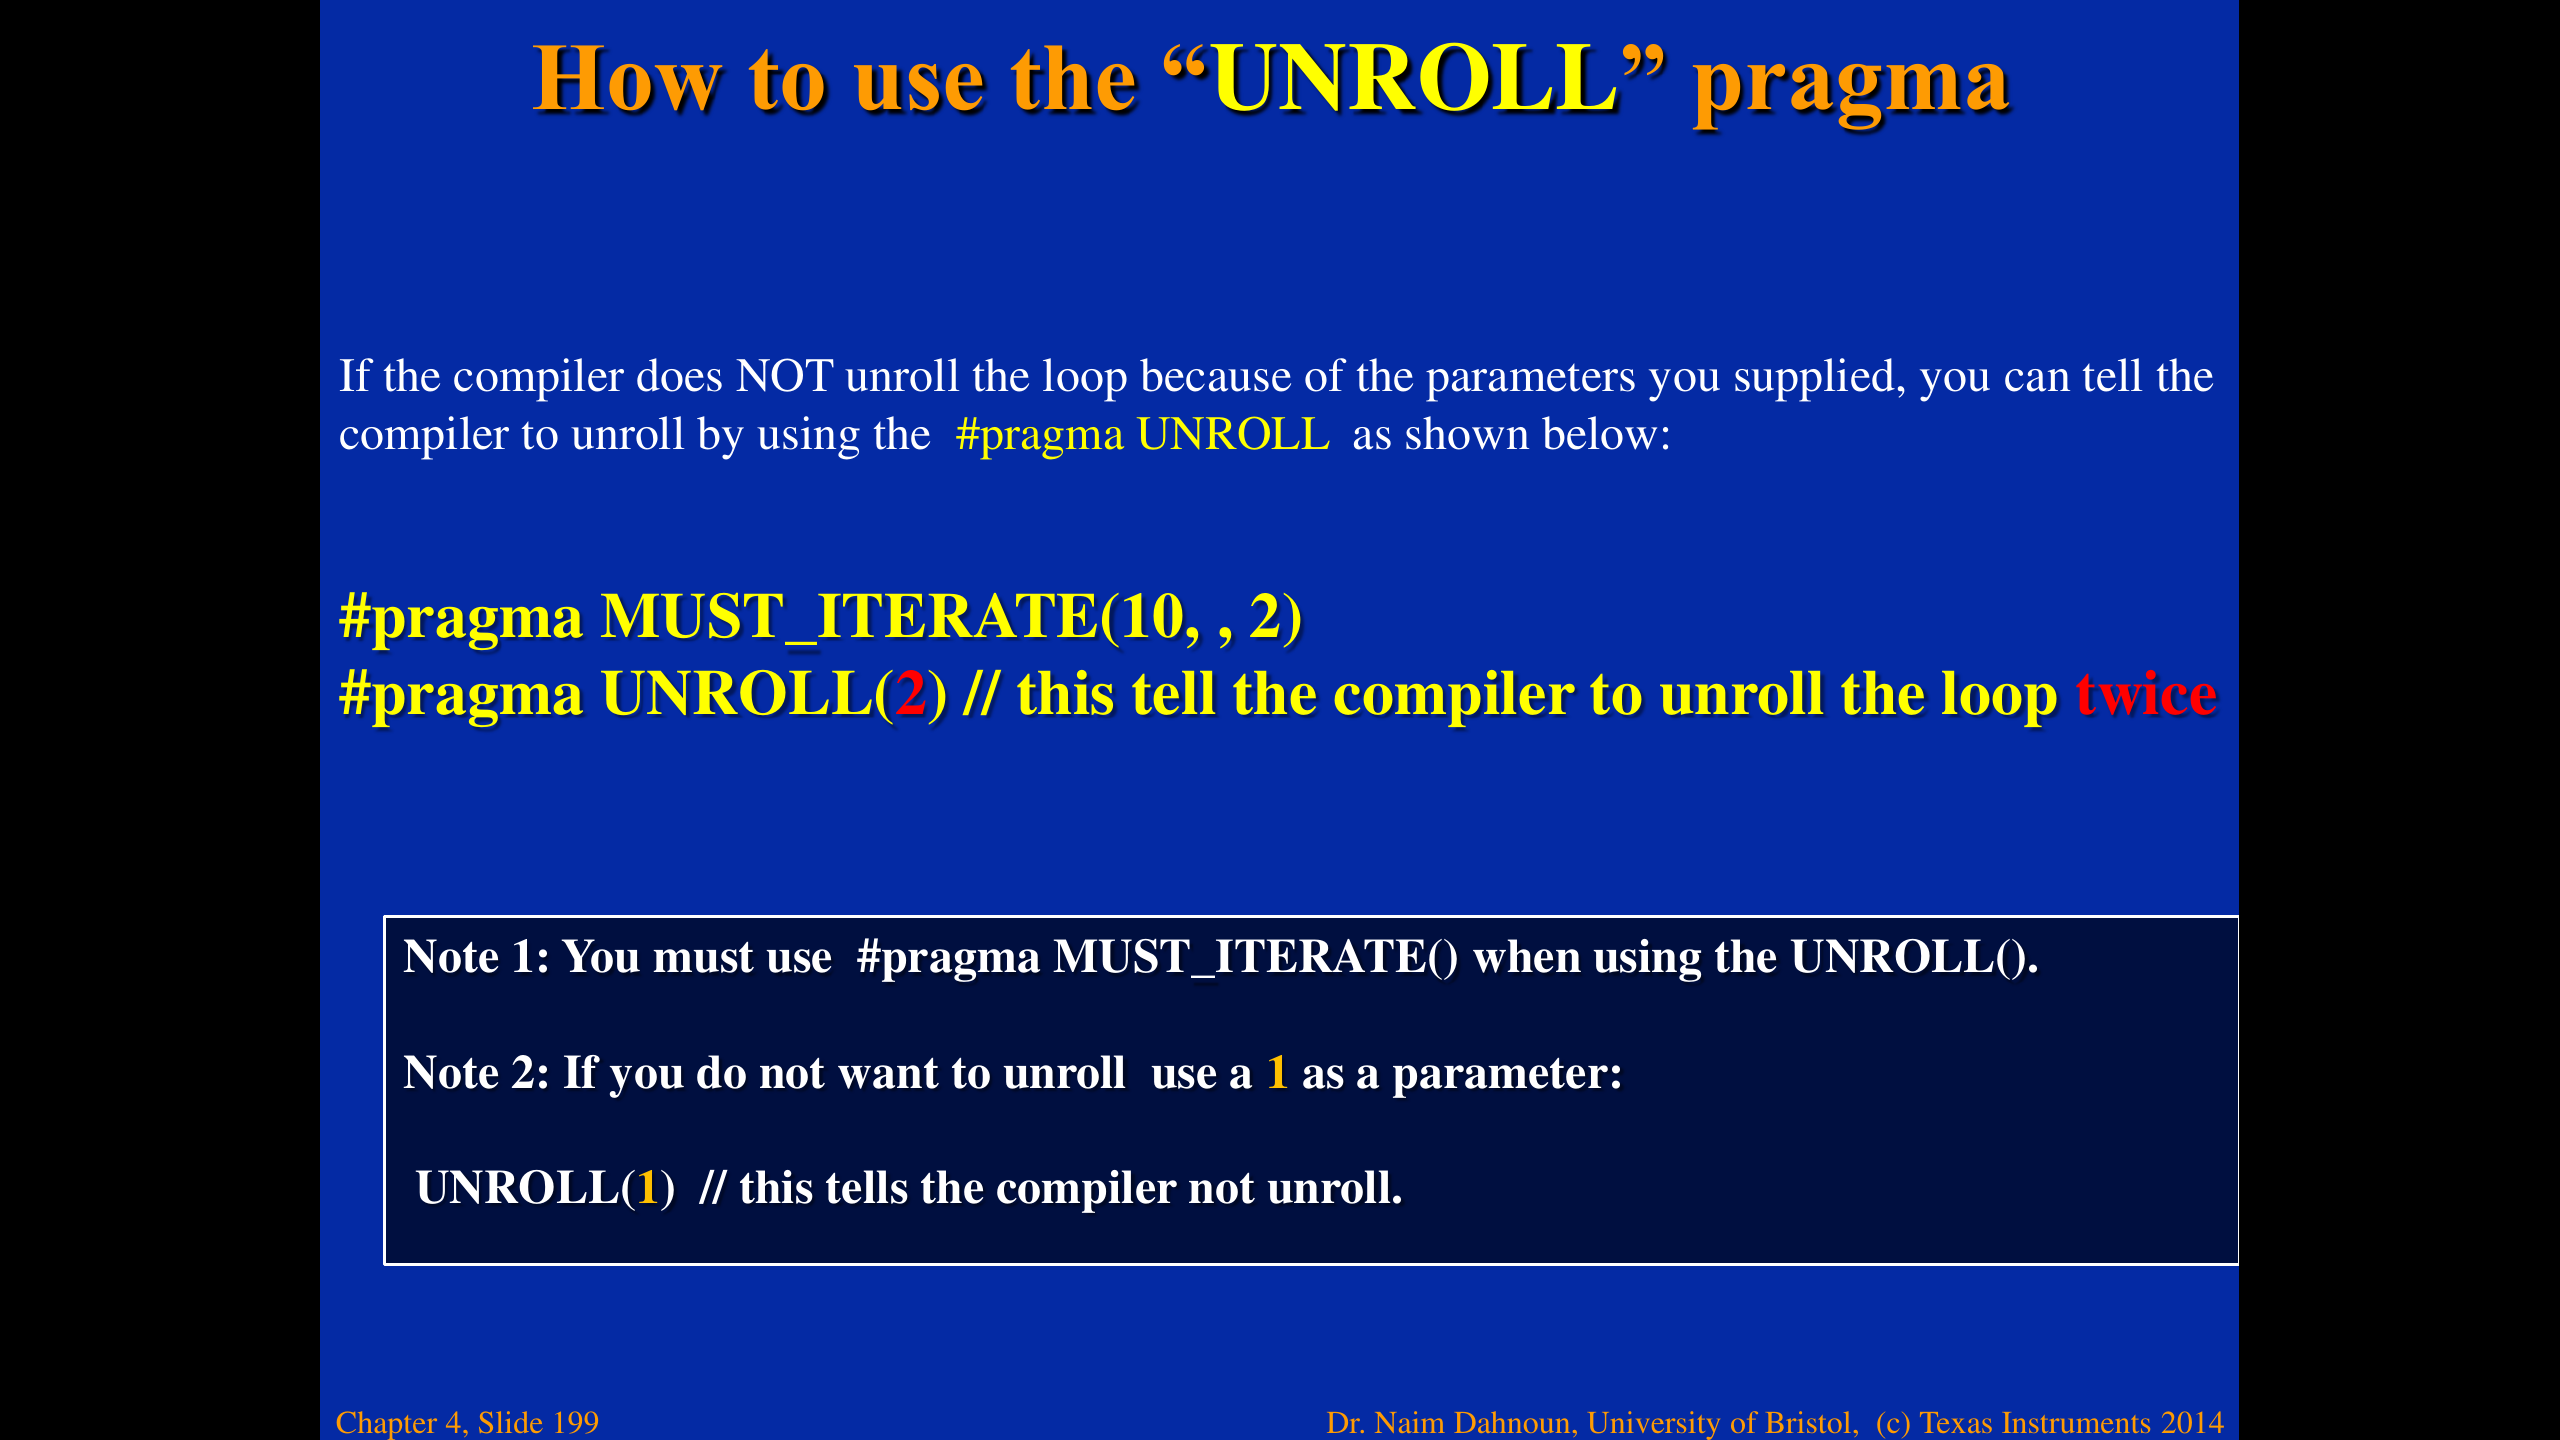 How to use the “UNROLL” pragma
If the compiler does NOT unroll the loop because of the parameters you supplied, you can tell the
compiler to unroll by using the #pragma UNROLL as shown below:
#pragma MUST_ITERATE(10, , 2)
#pragma UNROLL(2) // this tell the compiler to unroll the loop twice
Note 1: You must use #pragma MUST_ITERATE() when using the UNROLL().
Note 2: If you do not want to unroll use a 1 as a parameter:
UNROLL(1) // this tells the compiler not unroll.
Chapter 4, Slide 199
Dr. Naim Dahnoun, University of Bristol, (c) Texas Instruments 2014